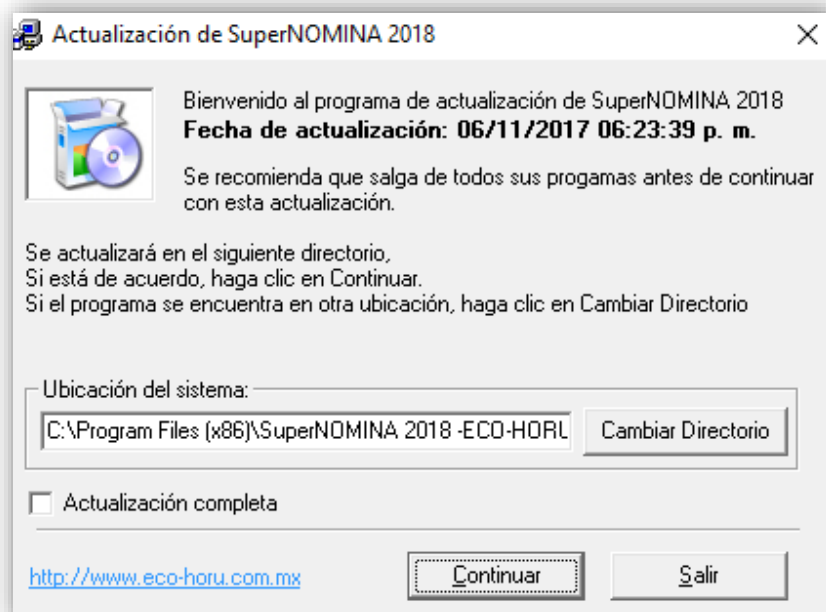 Actualización de SuperNOMINA 2018
Bienvenido al programa de actualización de SuperNOMINA 2018
Fecha de actualización: 06/11/2017 06:23:39 p. m.
Se recomienda que salga de todos sus progamas antes de continuar
con esta actualización.
Se actualizará en el siguiente directorio,
Si está de acuerdo, haga clic en Continuar.
Si el programa se encuentra en otra ubicación, haga clic en Cambiar Directorio
Ubicación del sistema:
C:\Program Files (x86)\SuperNOMINA 2018 -ECO-HORU
Cambiar Directorio
Actualización completa
http://www.eco-horu.com.mx
Continuar
Salir